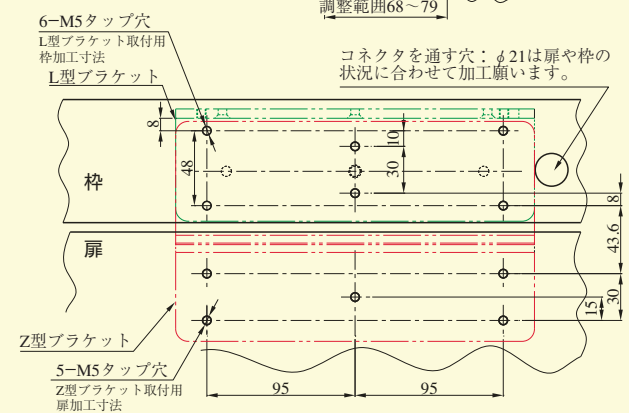 調整範囲68～79
6−M5タップ穴
L型ブラケット取付用
枠加工寸法
L型ブラケット
コネクタを通す穴：φ21は扉や枠の
状況に合わせて加工願います。
8
48
10
30
枠
8
43.6
扉
30
15
Z型ブラケット
5−M5タップ穴
Z型ブラケット取付用
扉加工寸法
95
95